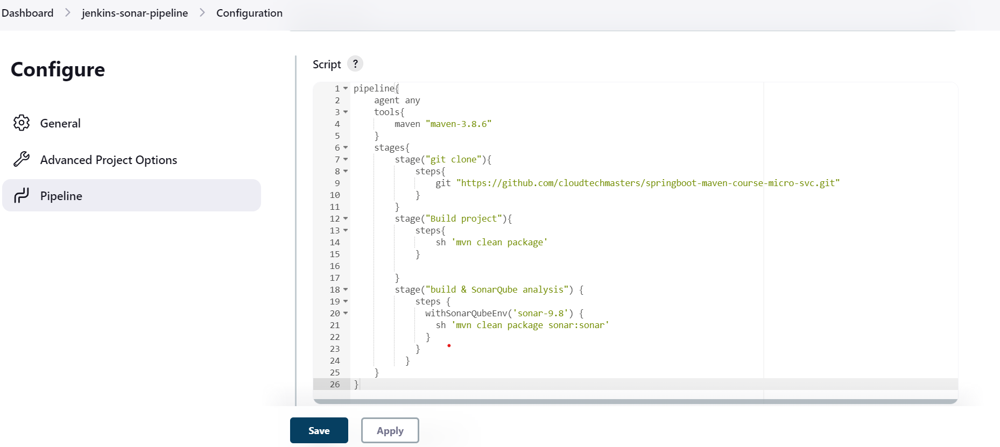 Dashboard > jenkins-sonar-pipeline > Configuration
Configure
General
Advanced Project Options
Pipeline
Script ?
1 pipeline{
2     agent any
3     tools{
4         maven "maven-3.8.6"
5     }
6     stages{
7         stage("git clone"){
8             steps{
9                 git "https://github.com/cloudtechmasters/springboot-maven-course-micro-svc.git"
10             }
11         }
12         stage("Build project"){
13             steps{
14                 sh 'mvn clean package'
15             }
16
17         }
18         stage("build & SonarQube analysis") {
19             steps {
20               withSonarQubeEnv('sonar-9.8') {
21                 sh 'mvn clean package sonar:sonar'
22               }
23             }
24           }
25     }
26 }
Save Apply